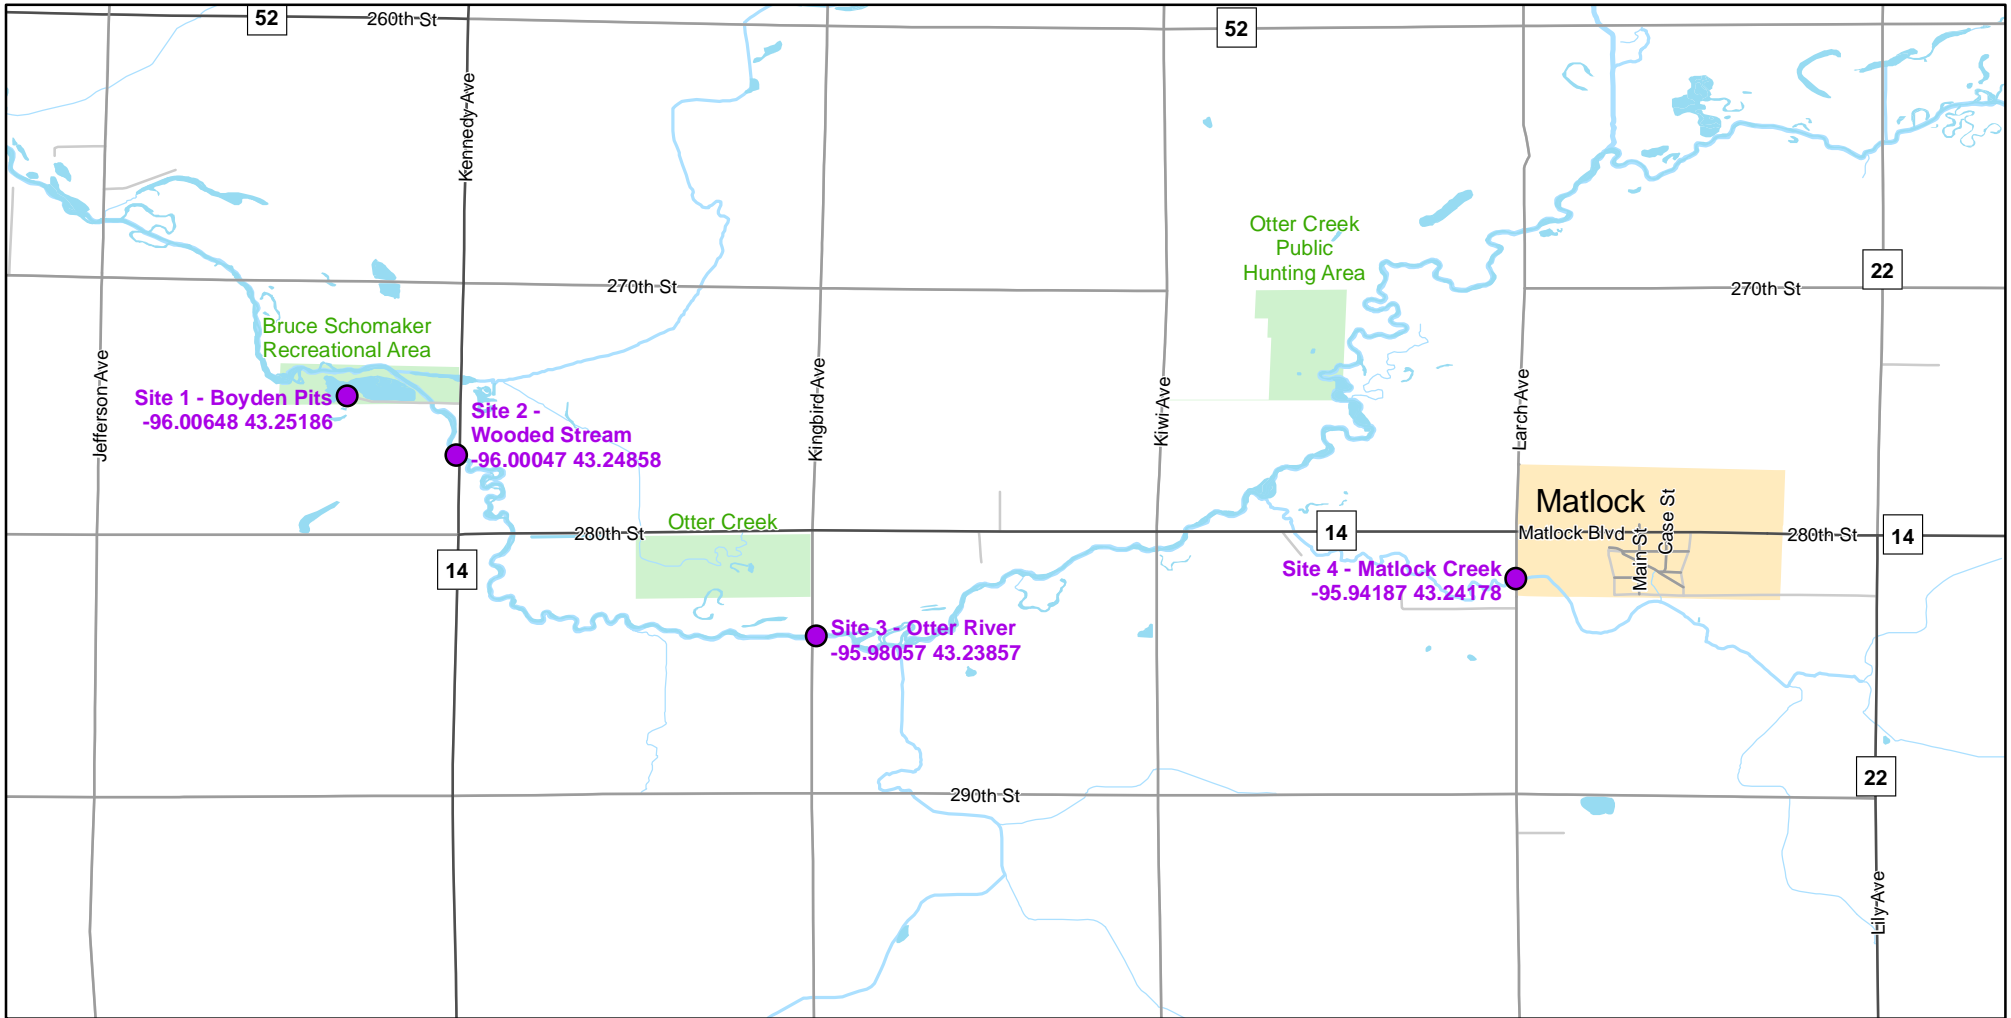 52
260th St
52
Kennedy Ave
Otter Creek
Public
Hunting Area
22
270th St
270th St
Bruce Schomaker
Recreational Area
Jefferson Ave
Kingbird Ave
Kiwi Ave
Larch Ave
Site 1 - Boyden Pits
-96.00648 43.25186
Site 2 -
Wooded Stream
-96.00047 43.24858
Matlock
Case St
Main St
Otter Creek
280th St
14
Matlock Blvd
280th St
14
14
Site 4 - Matlock Creek
-95.94187 43.24178
Site 3 - Otter River
-95.98057 43.23857
22
290th St
Lily Ave